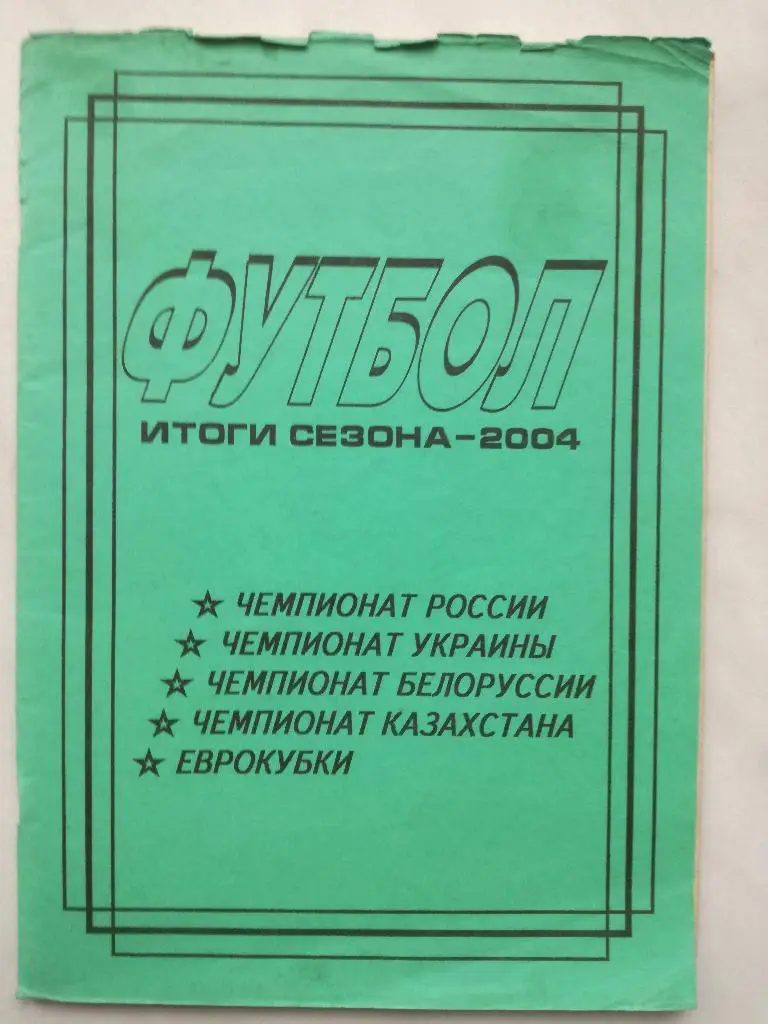 ФУТБОЛ
ИТОГИ СЕЗОНА-2004
☆ ЧЕМПИОНАТ РОССИИ
☆ ЧЕМПИОНАТ УКРАИНЫ
☆ ЧЕМПИОНАТ БЕЛОРУССИИ
☆ ЧЕМПИОНАТ КАЗАХСТАНА
☆ ЕВРОКУБКИ